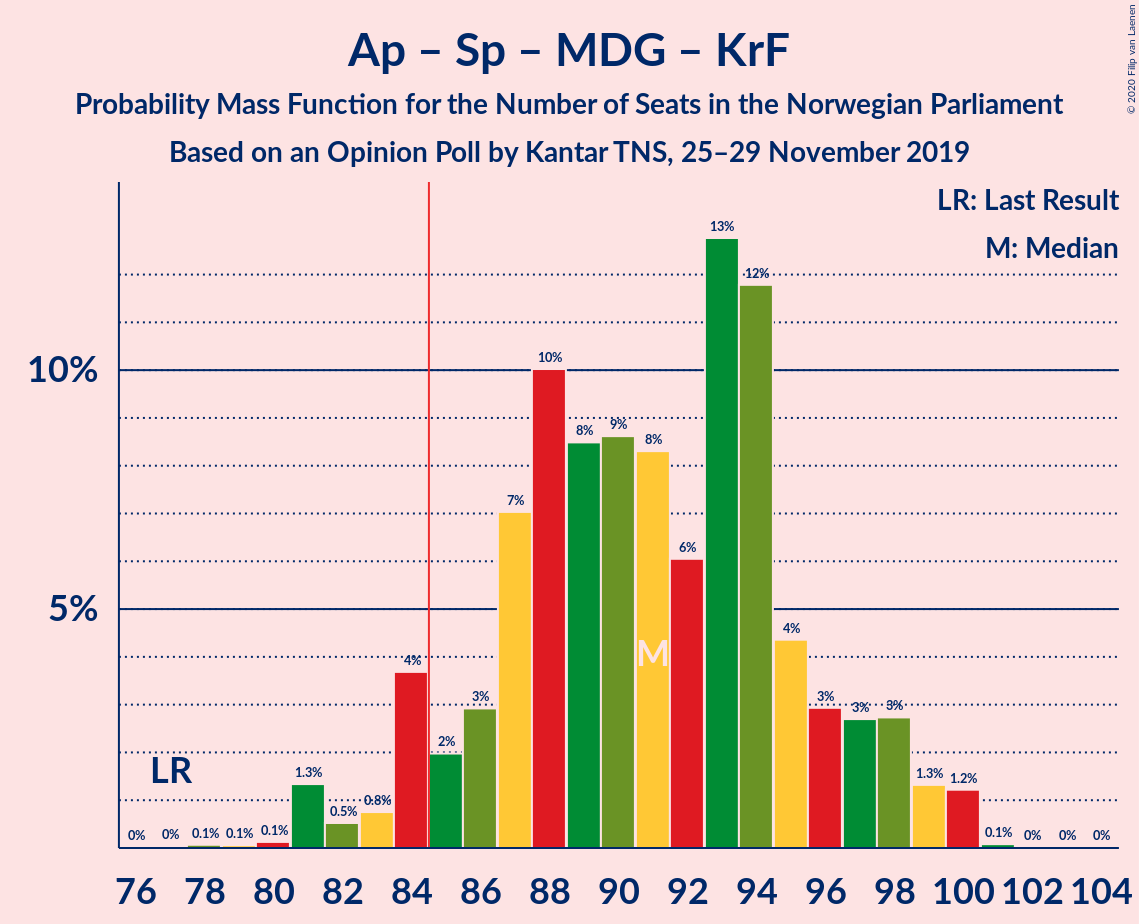 Ap – Sp – MDG – KrF
Probability Mass Function for the Number of Seats in the Norwegian Parliament
Based on an Opinion Poll by Kantar TNS, 25–29 November 2019
© 2020 Filip van Laenen
LR: Last Result
M: Median
10%
5%
LR
M
0% 0% 0.1% 0.1% 0.1% 1.3% 0.5% 0.8% 4% 2% 3% 7% 10% 8% 9% 8% 6% 13% 12% 4% 3% 3% 3% 1.3% 1.2% 0.1% 0% 0% 0%
76 78 80 82 84 86 88 90 92 94 96 98 100 102 104